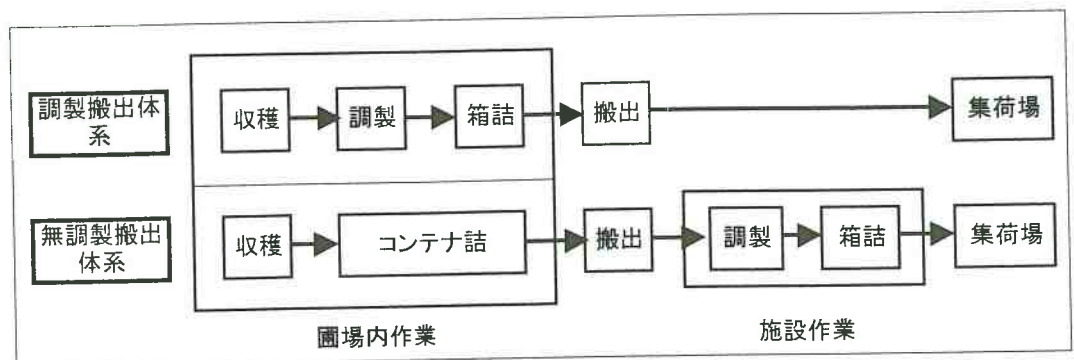 調製搬出体
系
収穫
調製
箱詰
搬出
集荷場
無調製搬出
体系
収穫
コンテナ詰
搬出
調製
箱詰
集荷場
圃場内作業
施設作業